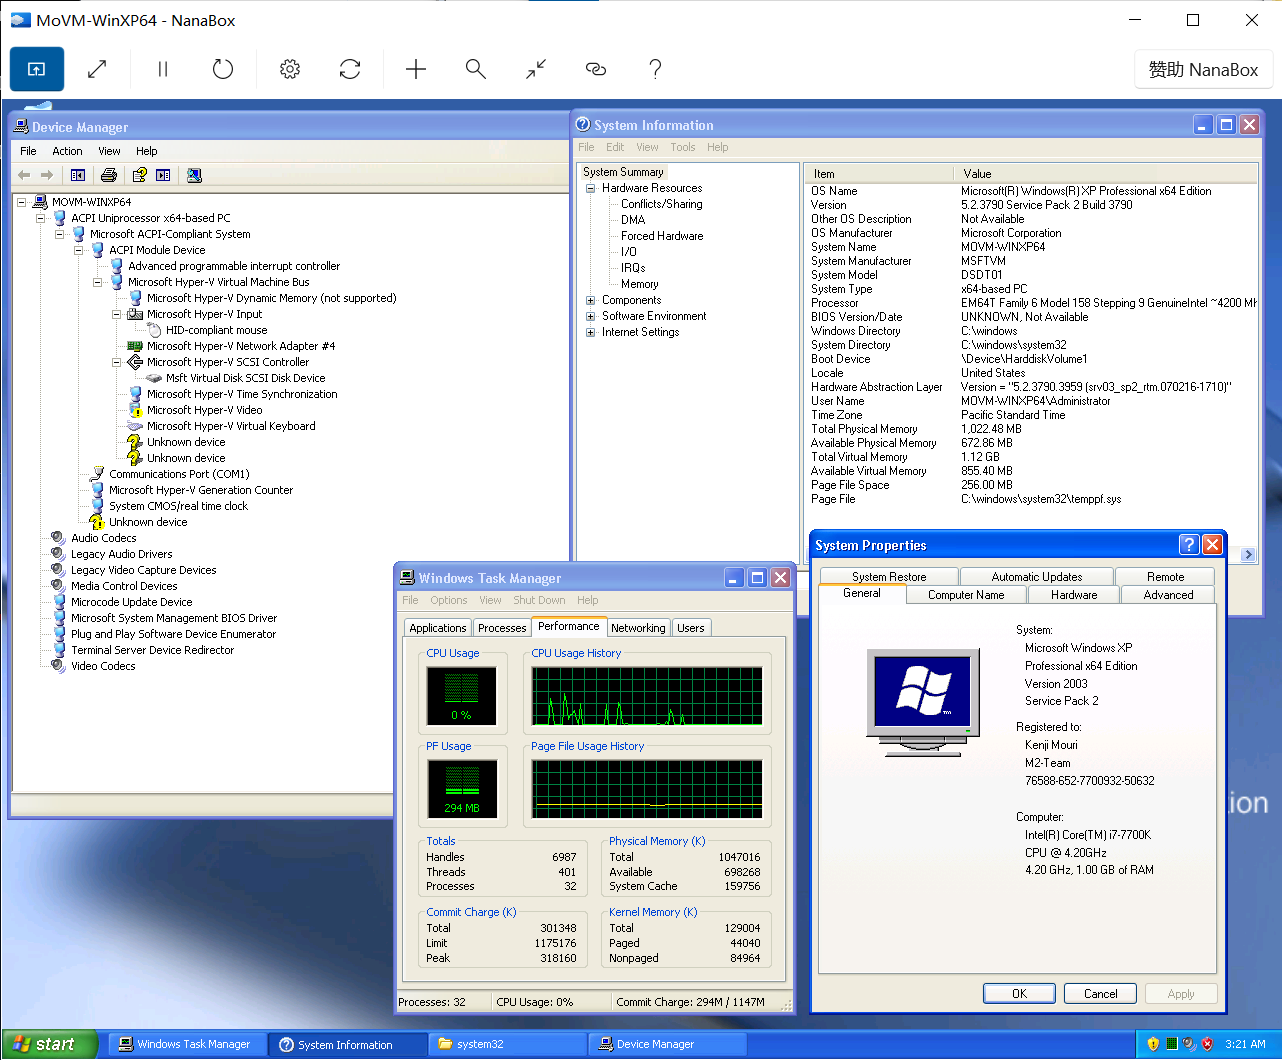 MoVM-WinXP64 - NanaBox
赞助 NanaBox
Device Manager
File Action View Help
MOVM-WINXP64
ACPI Uniprocessor x64-based PC
Microsoft ACPI-Compliant System
ACPI Module Device
Advanced programmable interrupt controller
Microsoft Hyper-V Virtual Machine Bus
Microsoft Hyper-V Dynamic Memory (not supported)
Microsoft Hyper-V Input
HID-compliant mouse
Microsoft Hyper-V Network Adapter #4
Microsoft Hyper-V SCSI Controller
Msft Virtual Disk SCSI Disk Device
Microsoft Hyper-V Time Synchronization
Microsoft Hyper-V Video
Microsoft Hyper-V Virtual Keyboard
Unknown device
Unknown device
Communications Port (COM1)
Microsoft Hyper-V Generation Counter
System CMOS/real time clock
Unknown device
Audio Codecs
Legacy Audio Drivers
Legacy Video Capture Devices
Media Control Devices
Microcode Update Device
Microsoft System Management BIOS Driver
Plug and Play Software Device Enumerator
Terminal Server Device Redirector
Video Codecs
System Information
File Edit View Tools Help
System Summary
Hardware Resources
Conflicts/Sharing
DMA
Forced Hardware
I/O
IRQs
Memory
Components
Software Environment
Internet Settings
Item Value
OS Name Microsoft(R) Windows(R) XP Professional x64 Edition
Version 5.2.3790 Service Pack 2 Build 3790
Other OS Description Not Available
OS Manufacturer Microsoft Corporation
System Name MOVM-WINXP64
System Manufacturer MSFTVM
System Model DSDT01
System Type x64-based PC
Processor EM64T Family 6 Model 158 Stepping 9 GenuineIntel ~4200 Mh
BIOS Version/Date UNKNOWN, Not Available
Windows Directory C:\windows
System Directory C:\windows\system32
Boot Device \Device\HarddiskVolume1
Locale United States
Hardware Abstraction Layer Version = "5.2.3790.3959 (srv03_sp2_rtm.070216-1710)"
User Name MOVM-WINXP64\Administrator
Time Zone Pacific Standard Time
Total Physical Memory 1,022.48 MB
Available Physical Memory 672.86 MB
Total Virtual Memory 1.12 GB
Available Virtual Memory 855.40 MB
Page File Space 256.00 MB
Page File C:\windows\system32\temppf.sys
Windows Task Manager
File Options View Shut Down Help
Applications Processes Performance Networking Users
CPU Usage CPU Usage History
0 %
PF Usage Page File Usage History
294 MB
Totals
Handles 6987
Threads 401
Processes 32
Physical Memory (K)
Total 1047016
Available 698268
System Cache 159756
Commit Charge (K)
Total 301348
Limit 1175176
Peak 318160
Kernel Memory (K)
Total 129004
Paged 44040
Nonpaged 84964
Processes: 32 CPU Usage: 0% Commit Charge: 294M / 1147M
System Properties
System Restore Automatic Updates Remote
General Computer Name Hardware Advanced
System:
Microsoft Windows XP
Professional x64 Edition
Version 2003
Service Pack 2
Registered to:
Kenji Mouri
M2-Team
76588-652-7700932-50632
Computer:
Intel(R) Core(TM) i7-7700K
CPU @ 4.20GHz
4.20 GHz, 1.00 GB of RAM
OK Cancel Apply
tion
start Windows Task Manager System Information system32 Device Manager 3:21 AM